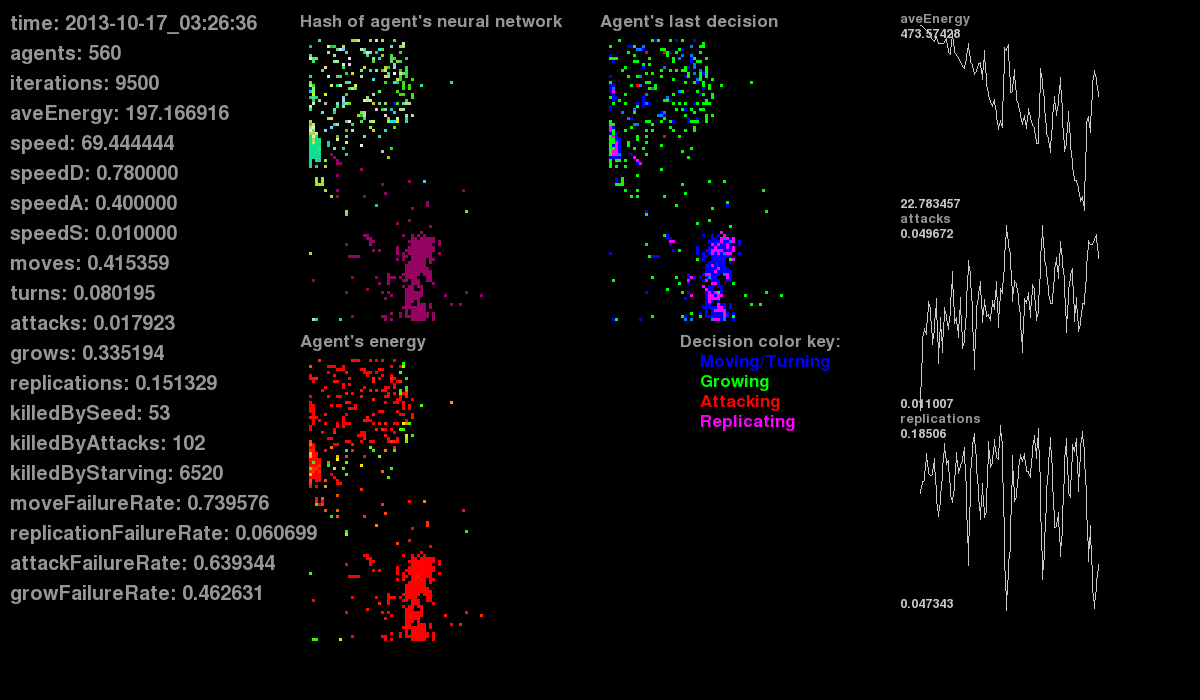 time: 2013-10-17_03:26:36
agents: 560
iterations: 9500
aveEnergy: 197.166916
speed: 69.444444
speedD: 0.780000
speedA: 0.400000
speedS: 0.010000
moves: 0.415359
turns: 0.080195
attacks: 0.017923
grows: 0.335194
replications: 0.151329
killedBySeed: 53
killedByAttacks: 102
killedByStarving: 6520
moveFailureRate: 0.739576
replicationFailureRate: 0.060699
attackFailureRate: 0.639344
growFailureRate: 0.462631
Hash of agent's neural network
Agent's last decision
Agent's energy
Decision color key:
Moving/Turning
Growing
Attacking
Replicating
aveEnergy
473.57428
22.783457
attacks
0.049672
0.011007
replications
0.18506
0.047343